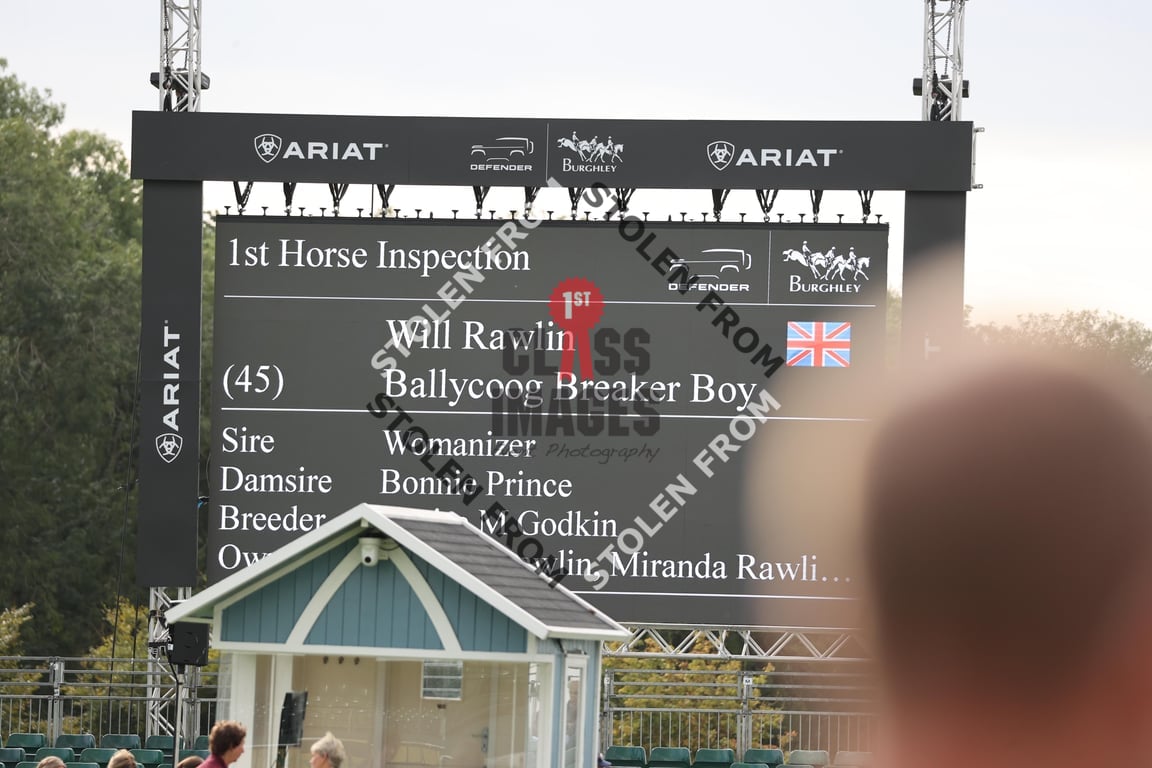 ARIAT
DEFENDER
BURGHLEY
ARIAT
1st Horse Inspection
DEFENDER
BURGHLEY
Will Rawlin
(45) Ballycoog Breaker Boy
Sire Womanizer
Damsire Bonnie Prince
Breeder M Godkin
Miranda Rawli...
ARIAT
STOLEN FROM
STOLEN FROM
STOLEN FROM
STOLEN FROM
1ST
CLASS
IMAGES
Photography